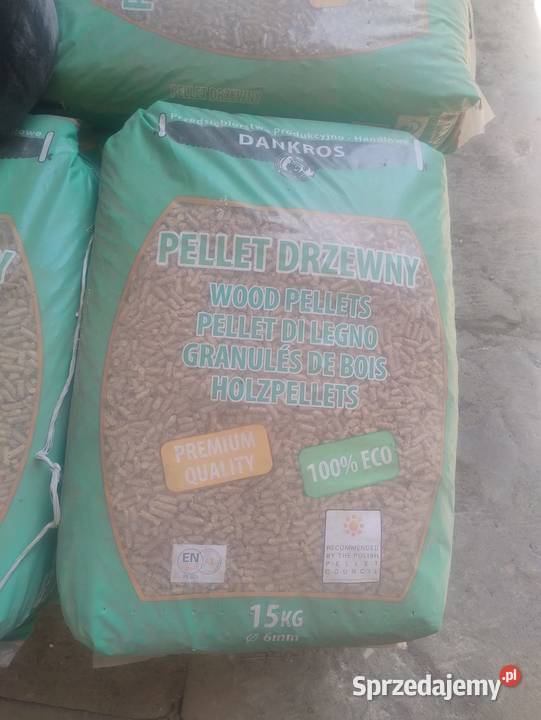 PELLET DRZEWNY
Przedsiębiorstwo Produkcyjno - Handlowe
DANKROS
PELLET DRZEWNY
WOOD PELLETS
PELLET DI LEGNO
GRANULÉS DE BOIS
HOLZPELLETS
PREMIUM
QUALITY
100% ECO
EN
RECOMMENDED
BY THE POLISH
PELLET
COUNCIL
15KG
Ø 6mm
Sprzedajemy.pl